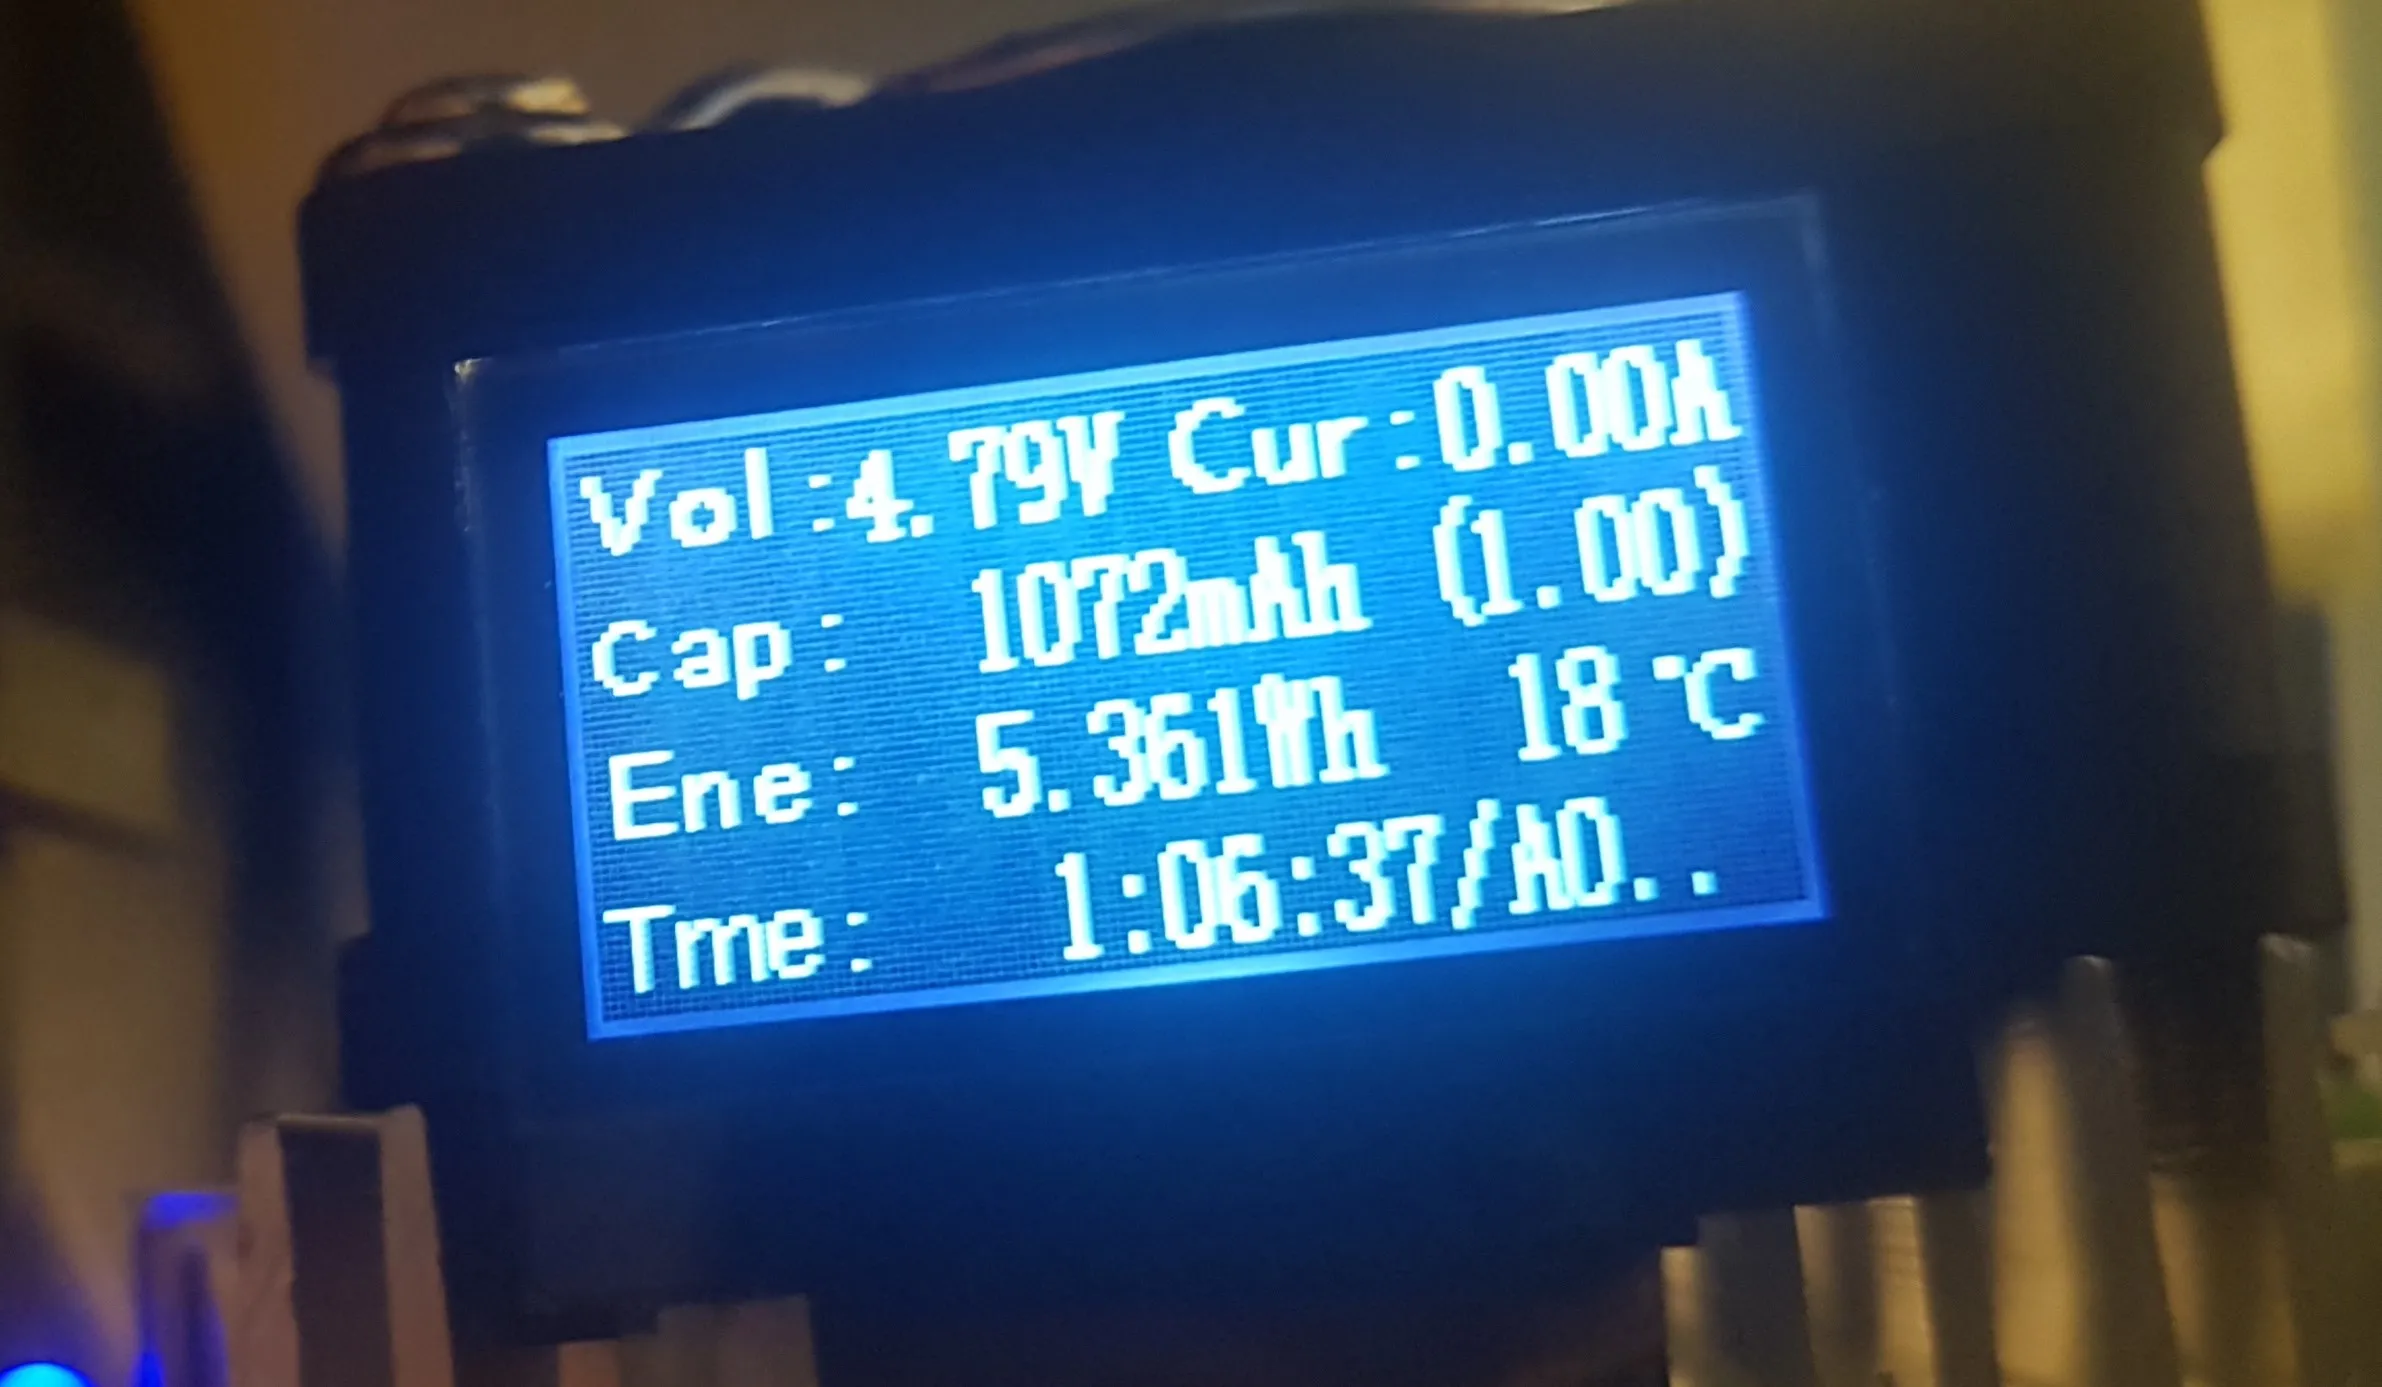 Vol:4.79V Cur:0.00A
Cap: 1072mAh (1.00)
Ene: 5.361Wh 18℃
Tme: 1:06:37/AO..